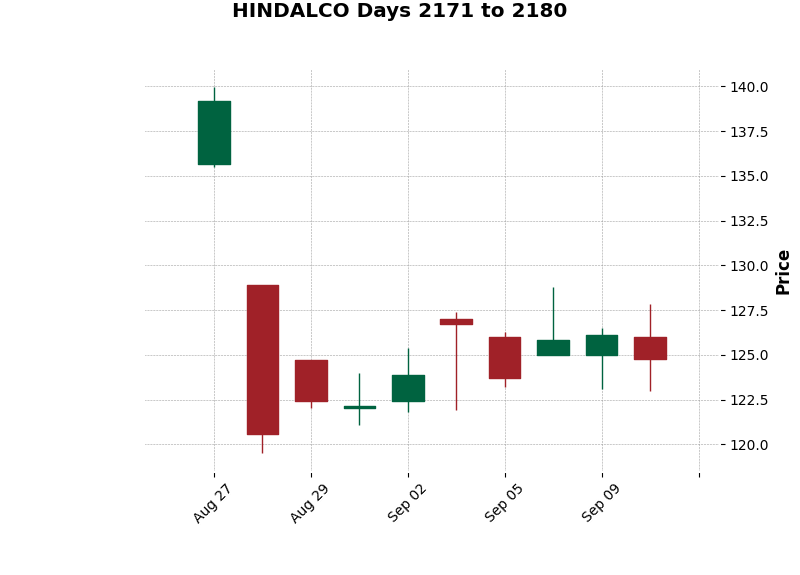 HINDALCO Days 2171 to 2180
140.0
137.5
135.0
132.5
130.0
127.5
125.0
122.5
120.0
Price
Aug 27
Aug 29
Sep 02
Sep 05
Sep 09